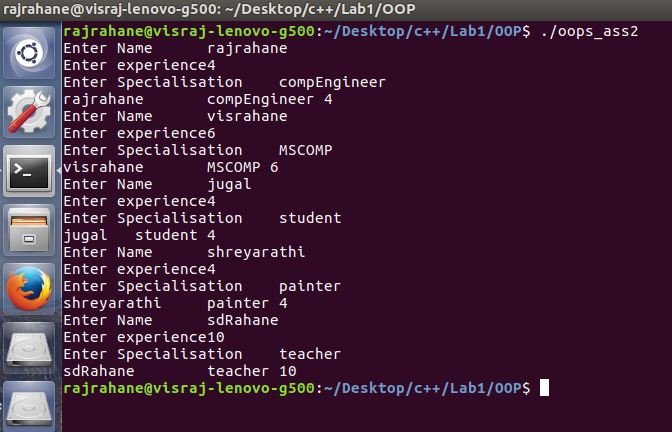 rajrahane@visraj-lenovo-g500: ~/Desktop/c++/Lab1/OOP
rajrahane@visraj-lenovo-g500:~/Desktop/c++/Lab1/OOP$ ./oops_ass2
Enter Name      rajrahane
Enter experience4
Enter Specialisation    compEngineer
rajrahane       compEngineer 4
Enter Name      visrahane
Enter experience6
Enter Specialisation    MSCOMP
visrahane       MSCOMP 6
Enter Name      jugal
Enter experience4
Enter Specialisation    student
jugal   student 4
Enter Name      shreyarathi
Enter experience4
Enter Specialisation    painter
shreyarathi     painter 4
Enter Name      sdRahane
Enter experience10
Enter Specialisation    teacher
sdRahane        teacher 10
rajrahane@visraj-lenovo-g500:~/Desktop/c++/Lab1/OOP$